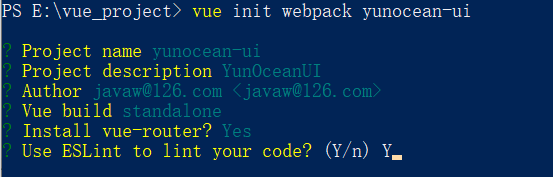 PS E:\vue_project> vue init webpack yunocean-ui
? Project name yunocean-ui
? Project description YunOceanUI
? Author javaw@126.com <javaw@126.com>
? Vue build standalone
? Install vue-router? Yes
? Use ESLint to lint your code? (Y/n) Y_